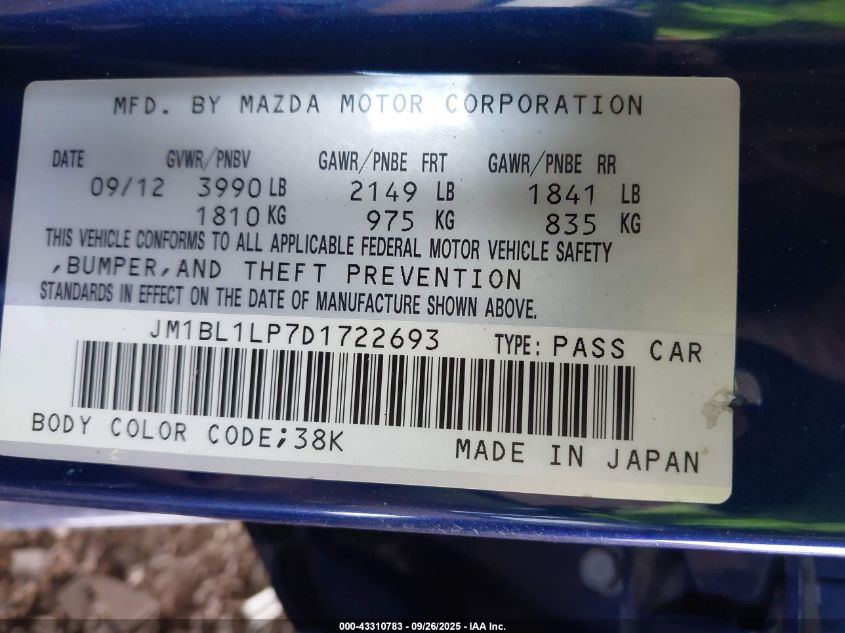 MFD. BY MAZDA MOTOR CORPORATION
DATE GVWR/PNBV GAWR/PNBE FRT GAWR/PNBE RR
09/12 3990 LB 2149 LB 1841 LB
1810 KG 975 KG 835 KG
THIS VEHICLE CONFORMS TO ALL APPLICABLE FEDERAL MOTOR VEHICLE SAFETY
,BUMPER,AND THEFT PREVENTION
STANDARDS IN EFFECT ON THE DATE OF MANUFACTURE SHOWN ABOVE.
JM1BL1LP7D1722693 TYPE: PASS CAR
BODY COLOR CODE;38K MADE IN JAPAN
000-43310783 - 09/26/2025 - IAA Inc.